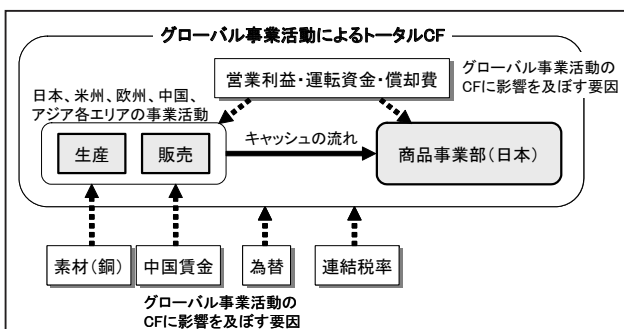 グローバル事業活動によるトータルCF
営業利益・運転資金・償却費
グローバル事業活動の
CFに影響を及ぼす要因
日本、米州、欧州、中国、
アジア各エリアの事業活動
生産
販売
キャッシュの流れ
商品事業部(日本)
素材(銅)
中国賃金
為替
連結税率
グローバル事業活動の
CFに影響を及ぼす要因